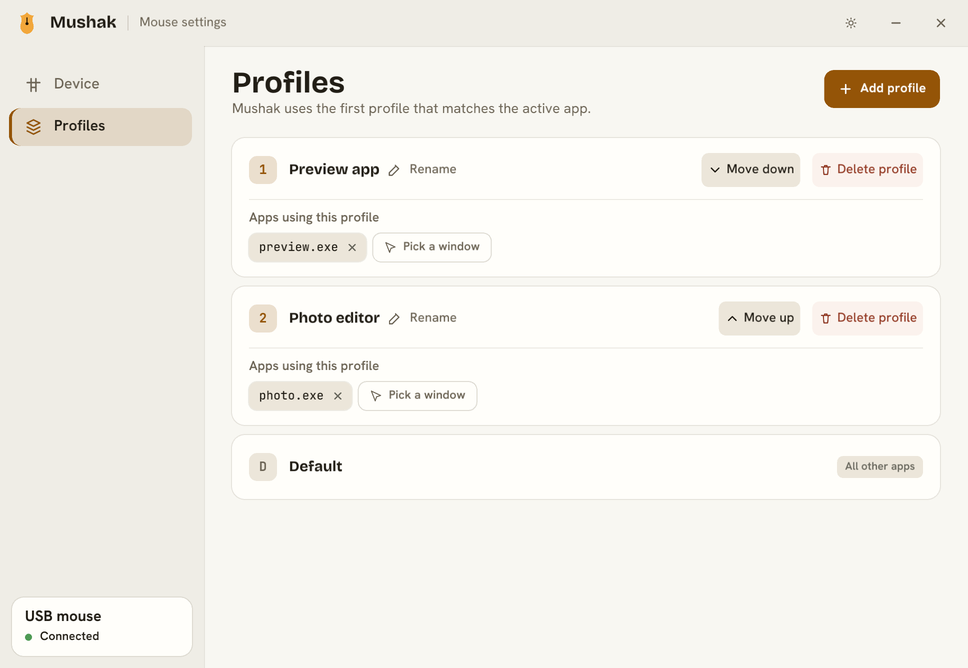 Mushak
Mouse settings
Device
Profiles
USB mouse
Connected
Profiles
Mushak uses the first profile that matches the active app.
Add profile
1 Preview app Rename Move down Delete profile
Apps using this profile
preview.exe Pick a window
2 Photo editor Rename Move up Delete profile
Apps using this profile
photo.exe Pick a window
D Default All other apps